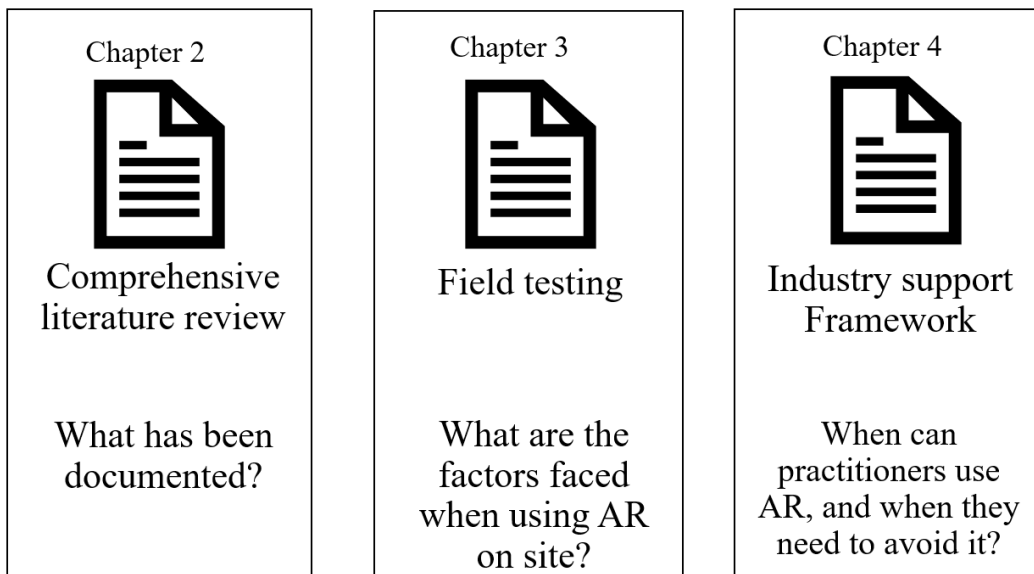 Chapter 2
Comprehensive
literature review
What has been
documented?
Chapter 3
Field testing
What are the
factors faced
when using AR
on site?
Chapter 4
Industry support
Framework
When can
practitioners use
AR, and when they
need to avoid it?